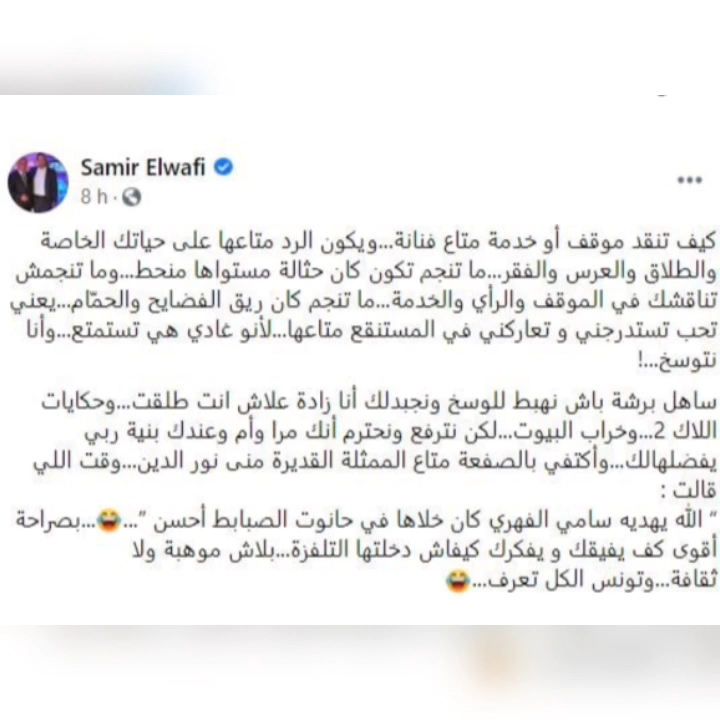 Samir Elwafi
8 h ·
كيف تنقد موقف أو خدمة متاع فنانة...ويكون الرد متاعها على حياتك الخاصة
والطلاق والعرس والفقر...ما تنجم تكون كان حثالة مستواها منحط...وما تنجمش
تناقشك في الموقف والرأي والخدمة...ما تنجم كان ريق الفضايح والحمّام...يعني
تحب تستدرجني و تعاركني في المستنقع متاعها...لأنو غادي هي تستمتع...وأنا
نتوسخ...!
ساهل برشة باش نهبط للوسخ ونجبدلك أنا زادة علاش انت طلقت...وحكايات
اللاك 2...وخراب البيوت...لكن نترفع ونحترم أنك مرا وأم وعندك بنية ربي
يفضلهالك...وأكتفي بالصفعة متاع الممثلة القديرة منى نور الدين...وقت اللي
قالت :
“ الله يهديه سامي الفهري كان خلاها في حانوت الصبابط أحسن ”...😂...بصراحة
أقوى كف يفيقك و يفكرك كيفاش دخلتها التلفزة...بلاش موهبة ولا
ثقافة...وتونس الكل تعرف...😂